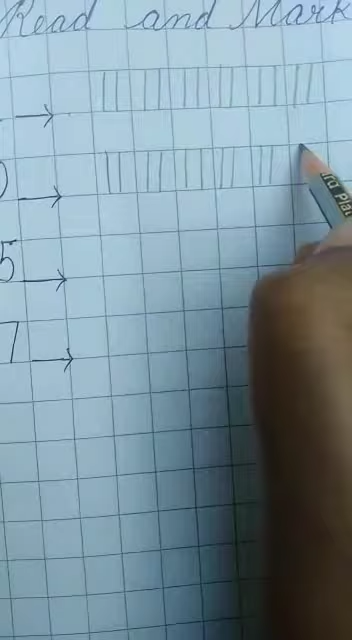 Read and Mark
→
→
5 →
7 →